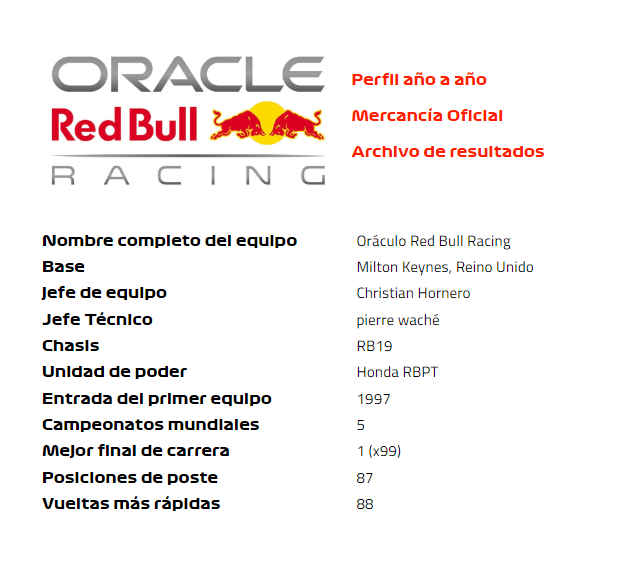 ORACLE
Red Bull
RACING
Perfil año a año
Mercancía Oficial
Archivo de resultados
Nombre completo del equipo Oráculo Red Bull Racing
Base Milton Keynes, Reino Unido
Jefe de equipo Christian Hornero
Jefe Técnico pierre waché
Chasis RB19
Unidad de poder Honda RBPT
Entrada del primer equipo 1997
Campeonatos mundiales 5
Mejor final de carrera 1 (x99)
Posiciones de poste 87
Vueltas más rápidas 88